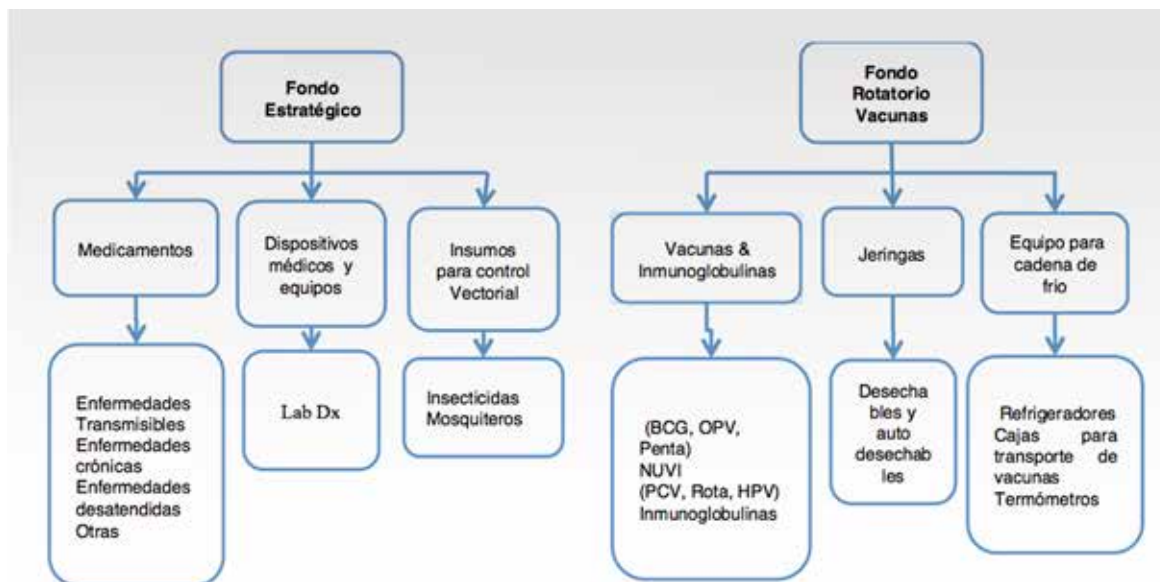 Fondo
Estratégico
Medicamentos
Dispositivos
médicos y
equipos
Insumos
para control
Vectorial
Enfermedades
Transmisibles
Enfermedades
crónicas
Enfermedades
desatendidas
Otras
Lab Dx
Insecticidas
Mosquiteros
Fondo
Rotatorio
Vacunas
Vacunas &
Inmunoglobulinas
Jeringas
Equipo para
cadena de
frio
(BCG, OPV,
Penta)
NUVI
(PCV, Rota, HPV)
Inmunoglobulinas
Desecha
bles y
auto
desechab
les
Refrigeradores
Cajas para
transporte de
vacunas
Termómetros